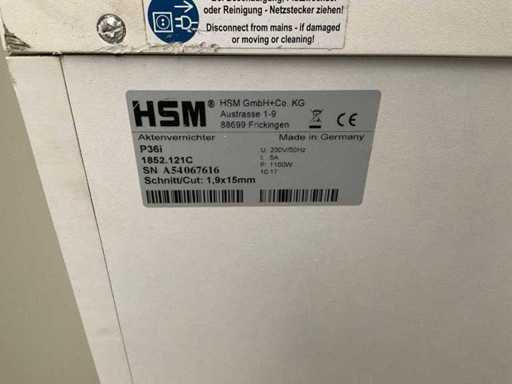 oder Reinigung - Netzstecker ziehen!
Disconnect from mains - if damaged
or moving or cleaning!
HSM®
HSM GmbH+Co. KG
Austrasse 1-9
88699 Frickingen
CE
Aktenvernichter
Made in Germany
P36i
1852.121C
SN A54067616
Schnitt/Cut: 1,9x15mm
U: 200V/50Hz
I: 5A
P: 1100W
10.17